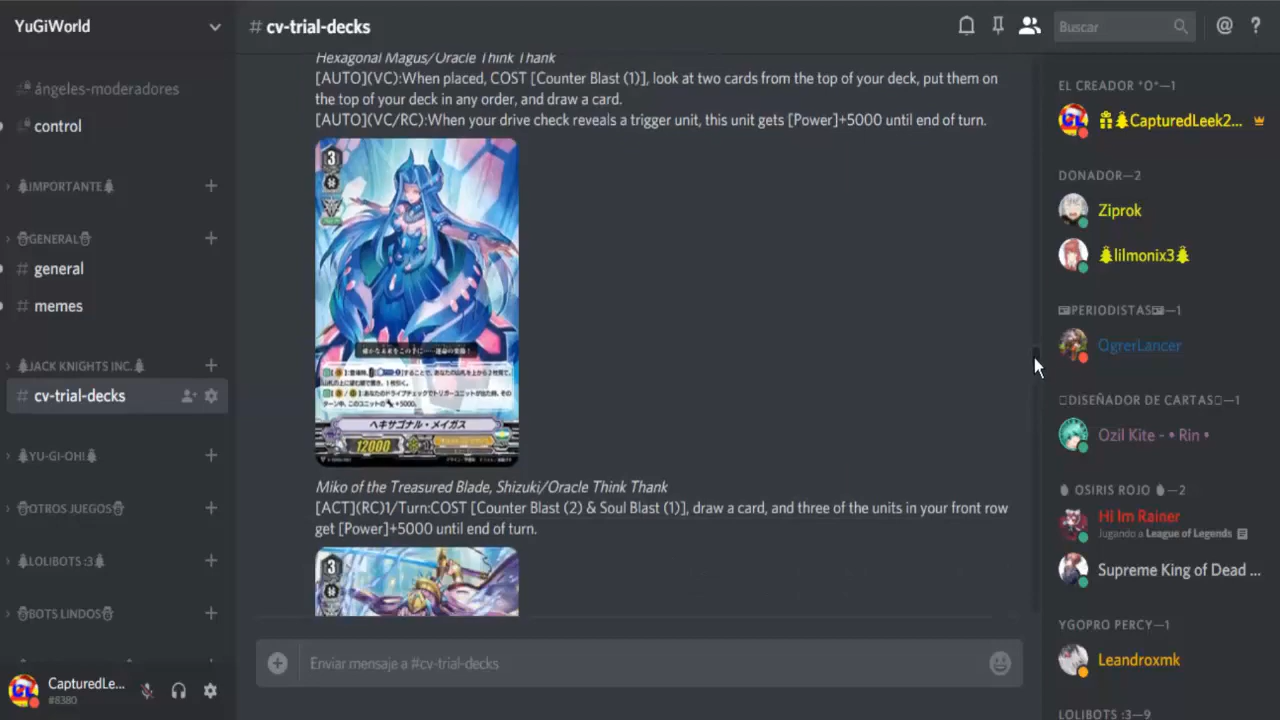 YuGiWorld
ángeles-moderadores
control
🎄IMPORTANTE🎄
⛄GENERAL⛄
# general
# memes
🎄JACK KNIGHTS INC.🎄
# cv-trial-decks
🎄YU-GI-OH!🎄
⛄OTROS JUEGOS⛄
🎄LOLIBOTS :3🎄
⛄BOTS LINDOS⛄
CapturedLe...
#8380
# cv-trial-decks
Buscar
@ ?
Hexagonal Magus/Oracle Think Thank
[AUTO](VC):When placed, COST [Counter Blast (1)], look at two cards from the top of your deck, put them on
the top of your deck in any order, and draw a card.
[AUTO](VC/RC):When your drive check reveals a trigger unit, this unit gets [Power]+5000 until end of turn.
3
ヘキサゴナル・メイガス
12000
Miko of the Treasured Blade, Shizuki/Oracle Think Thank
[ACT](RC)1/Turn:COST [Counter Blast (2) & Soul Blast (1)], draw a card, and three of the units in your front row
get [Power]+5000 until end of turn.
3
Enviar mensaje a #cv-trial-decks
EL CREADOR *O*—1
🎁🎄CapturedLeek2...
DONADOR—2
Ziprok
🎄lilmonix3🎄
PERIODISTAS—1
OgrerLancer
DISEÑADOR DE CARTAS—1
Ozil Kite - • Rin •
OSIRIS ROJO—2
Hi Im Rainer
Jugando a League of Legends
Supreme King of Dead ...
YGOPRO PERCY—1
Leandroxmk
LOLIBOTS :3—9